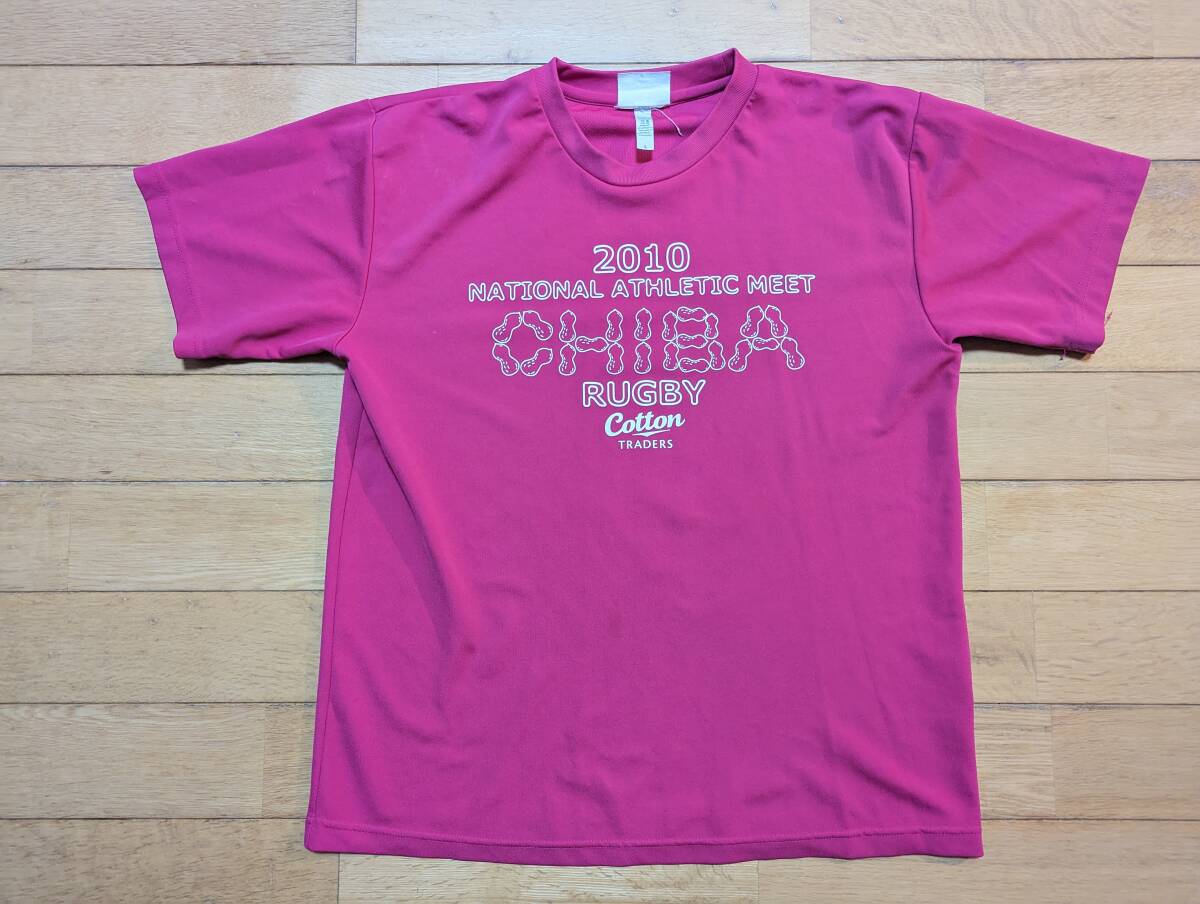 2010
NATIONAL ATHLETIC MEET
CHIBA
RUGBY
Cotton
TRADERS
L